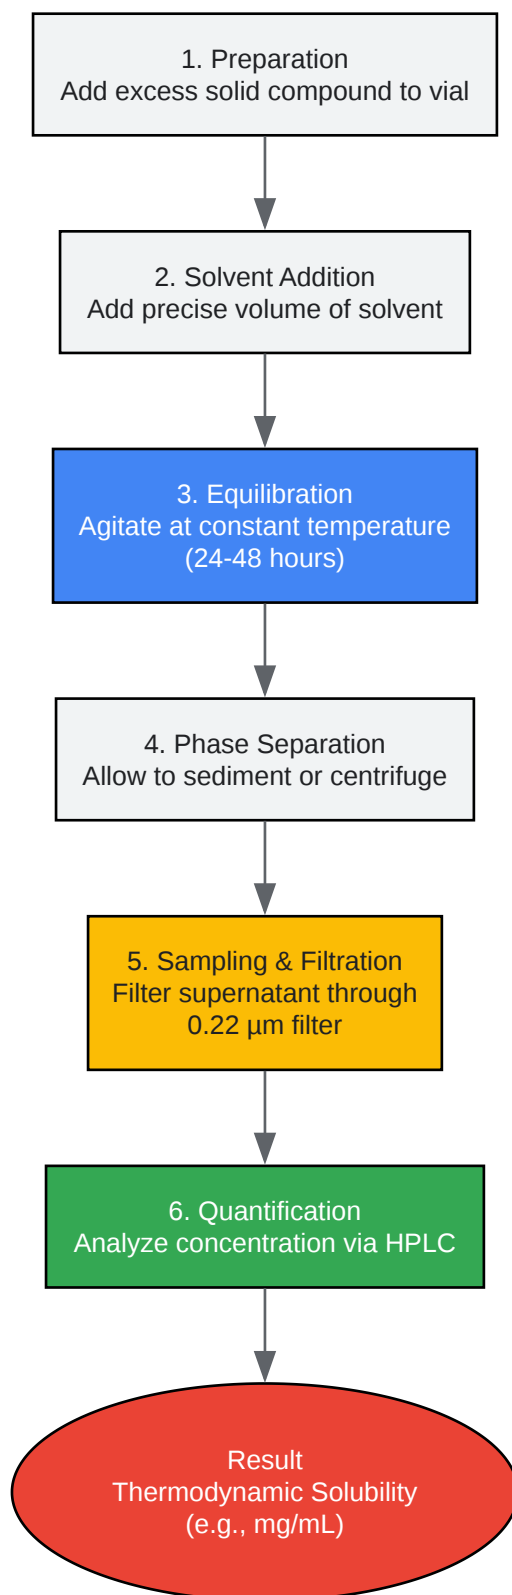 1. Preparation
Add excess solid compound to vial
2. Solvent Addition
Add precise volume of solvent
3. Equilibration
Agitate at constant temperature
(24-48 hours)
4. Phase Separation
Allow to sediment or centrifuge
5. Sampling & Filtration
Filter supernatant through
0.22 µm filter
6. Quantification
Analyze concentration via HPLC
Result
Thermodynamic Solubility
(e.g., mg/mL)